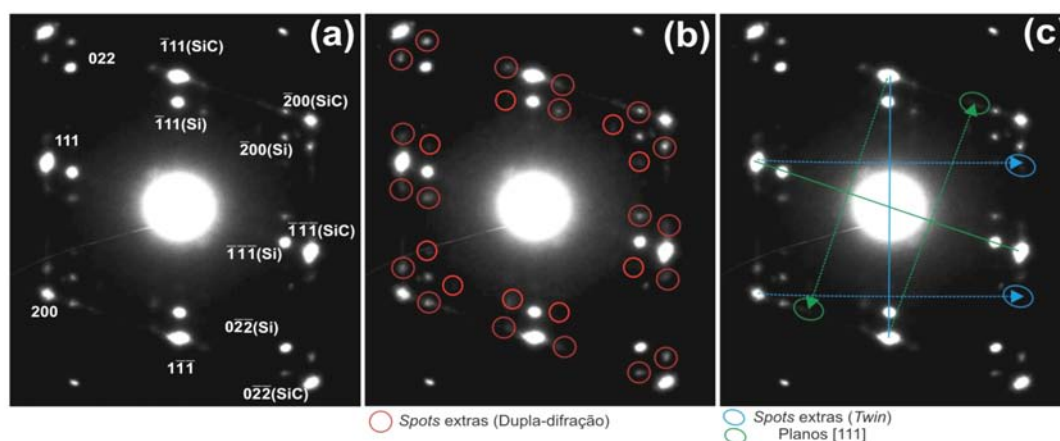 (a)
1̅11(SiC)
022
2̅00(SiC)
1̅11(Si)
2̅00(Si)
111
1̅1̅1̅(SiC)
1̅1̅1̅(Si)
200
02̅2̅(Si)
11̅1̅
02̅2̅(SiC)
(b)
Spots extras (Dupla-difração)
(c)
Spots extras (Twin)
Planos [111]